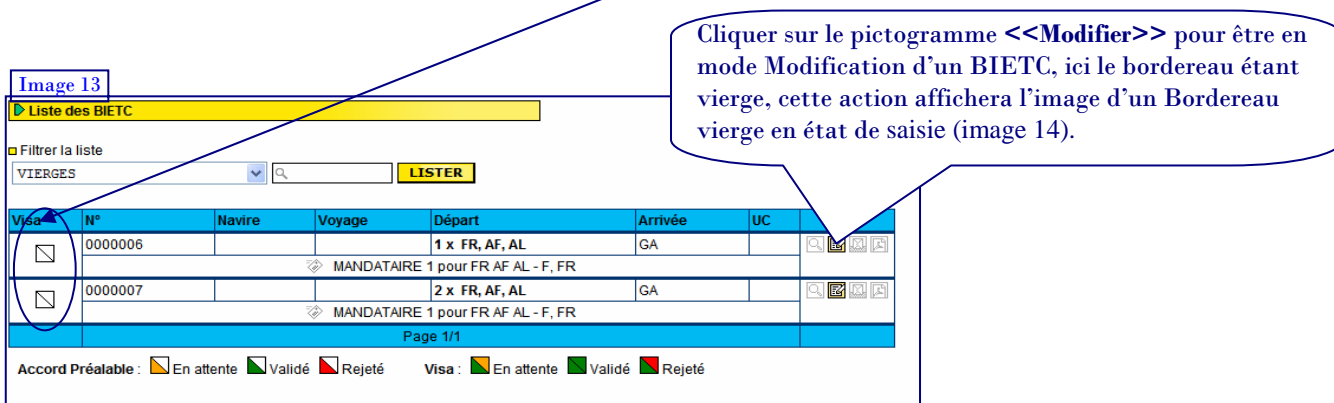 Cliquer sur le pictogramme <<Modifier>> pour être en
mode Modification d’un BIETC, ici le bordereau étant
vierge, cette action affichera l’image d’un Bordereau
vierge en état de saisie (image 14).
Image 13
Liste des BIETC
Filtrer la liste
VIERGES LISTER
Visa N° Navire Voyage Départ Arrivée UC
0000006 1 x FR, AF, AL GA
MANDATAIRE 1 pour FR AF AL - F, FR
0000007 2 x FR, AF, AL GA
MANDATAIRE 1 pour FR AF AL - F, FR
Page 1/1
Accord Préalable : En attente Validé Rejeté Visa : En attente Validé Rejeté